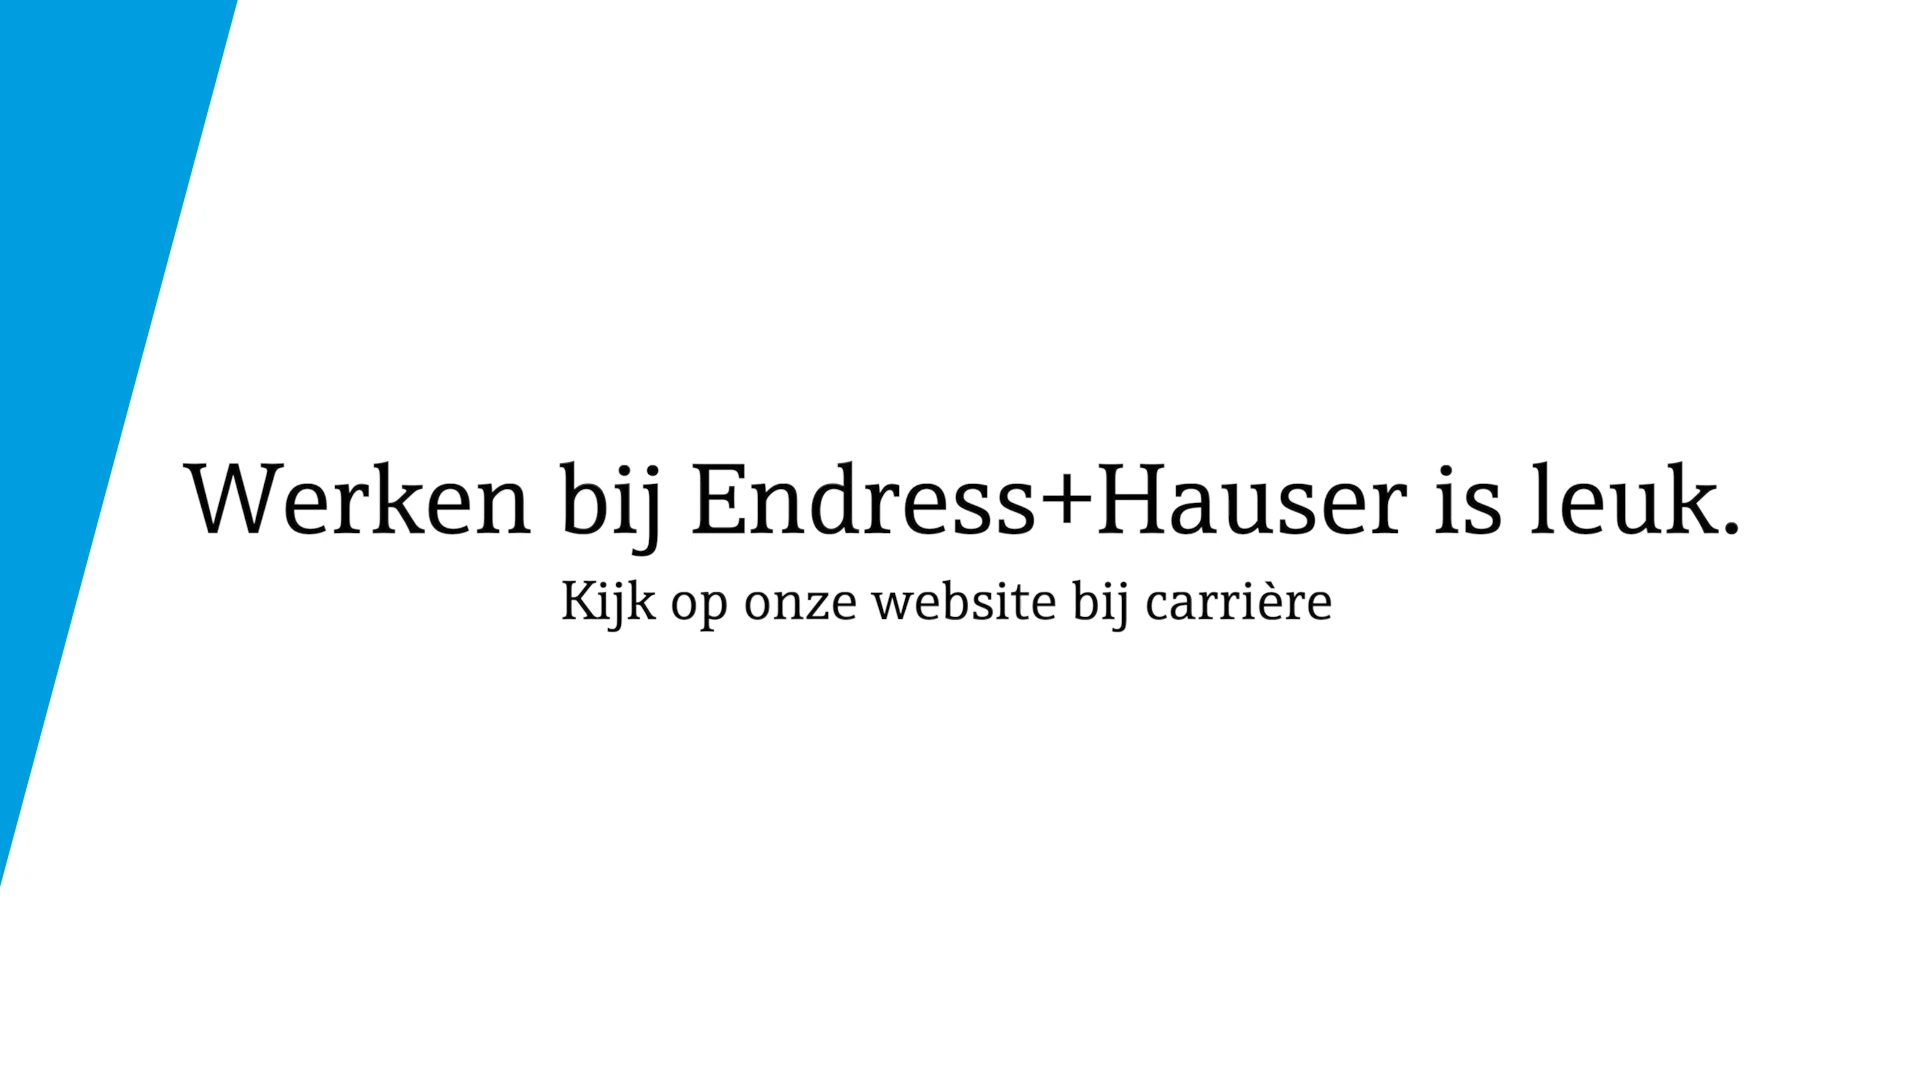 Werken bij Endress+Hauser is leuk.
Kijk op onze website bij carrière